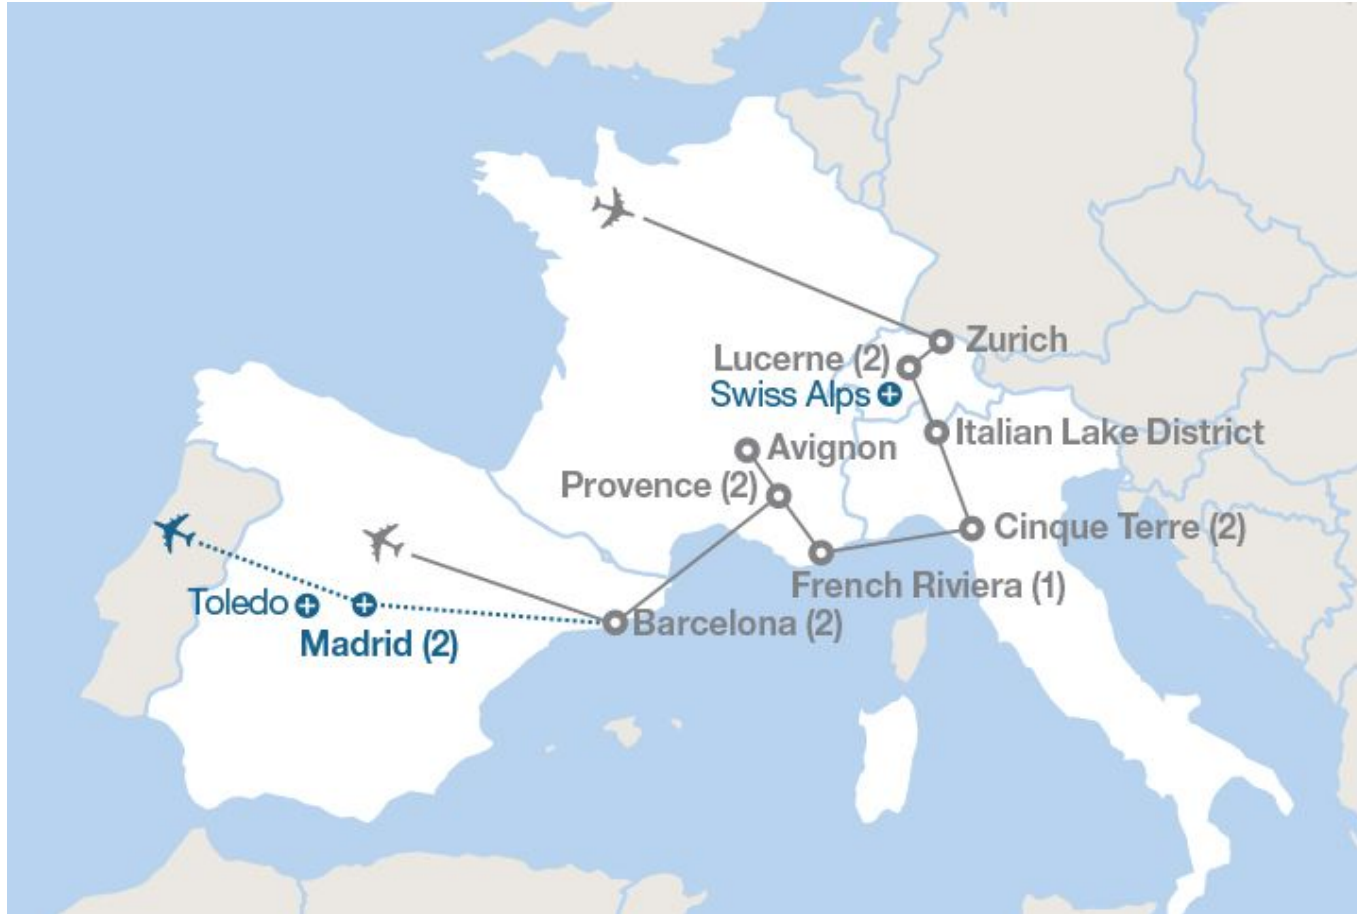 Zurich
Lucerne (2)
Swiss Alps
Italian Lake District
Avignon
Provence (2)
Cinque Terre (2)
French Riviera (1)
Toledo
Barcelona (2)
Madrid (2)